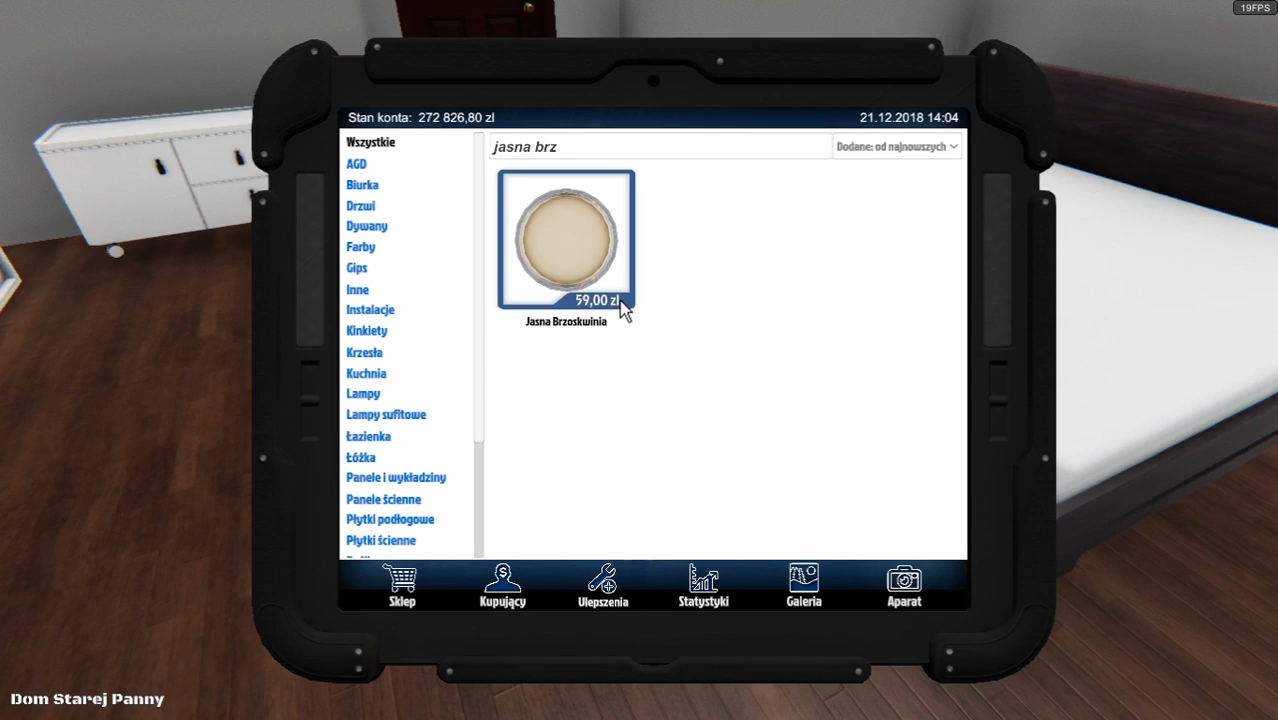 19FPS
Stan konta: 272 826,80 zl
21.12.2018 14:04
jasna brz
Dodane: od najnowszych
Wszystkie
AGD
Biurka
Drzwi
Dywany
Farby
Gips
Inne
Instalacje
Kinkiety
Krzesła
Kuchnia
Lampy
Lampy sufitowe
Łazienka
Łóżka
Panele i wykładziny
Panele ścienne
Płytki podłogowe
Płytki ścienne
59,00 zl
Jasna Brzoskwinia
Sklep
Kupujący
Ulepszenia
Statystyki
Galeria
Aparat
Dom Starej Panny